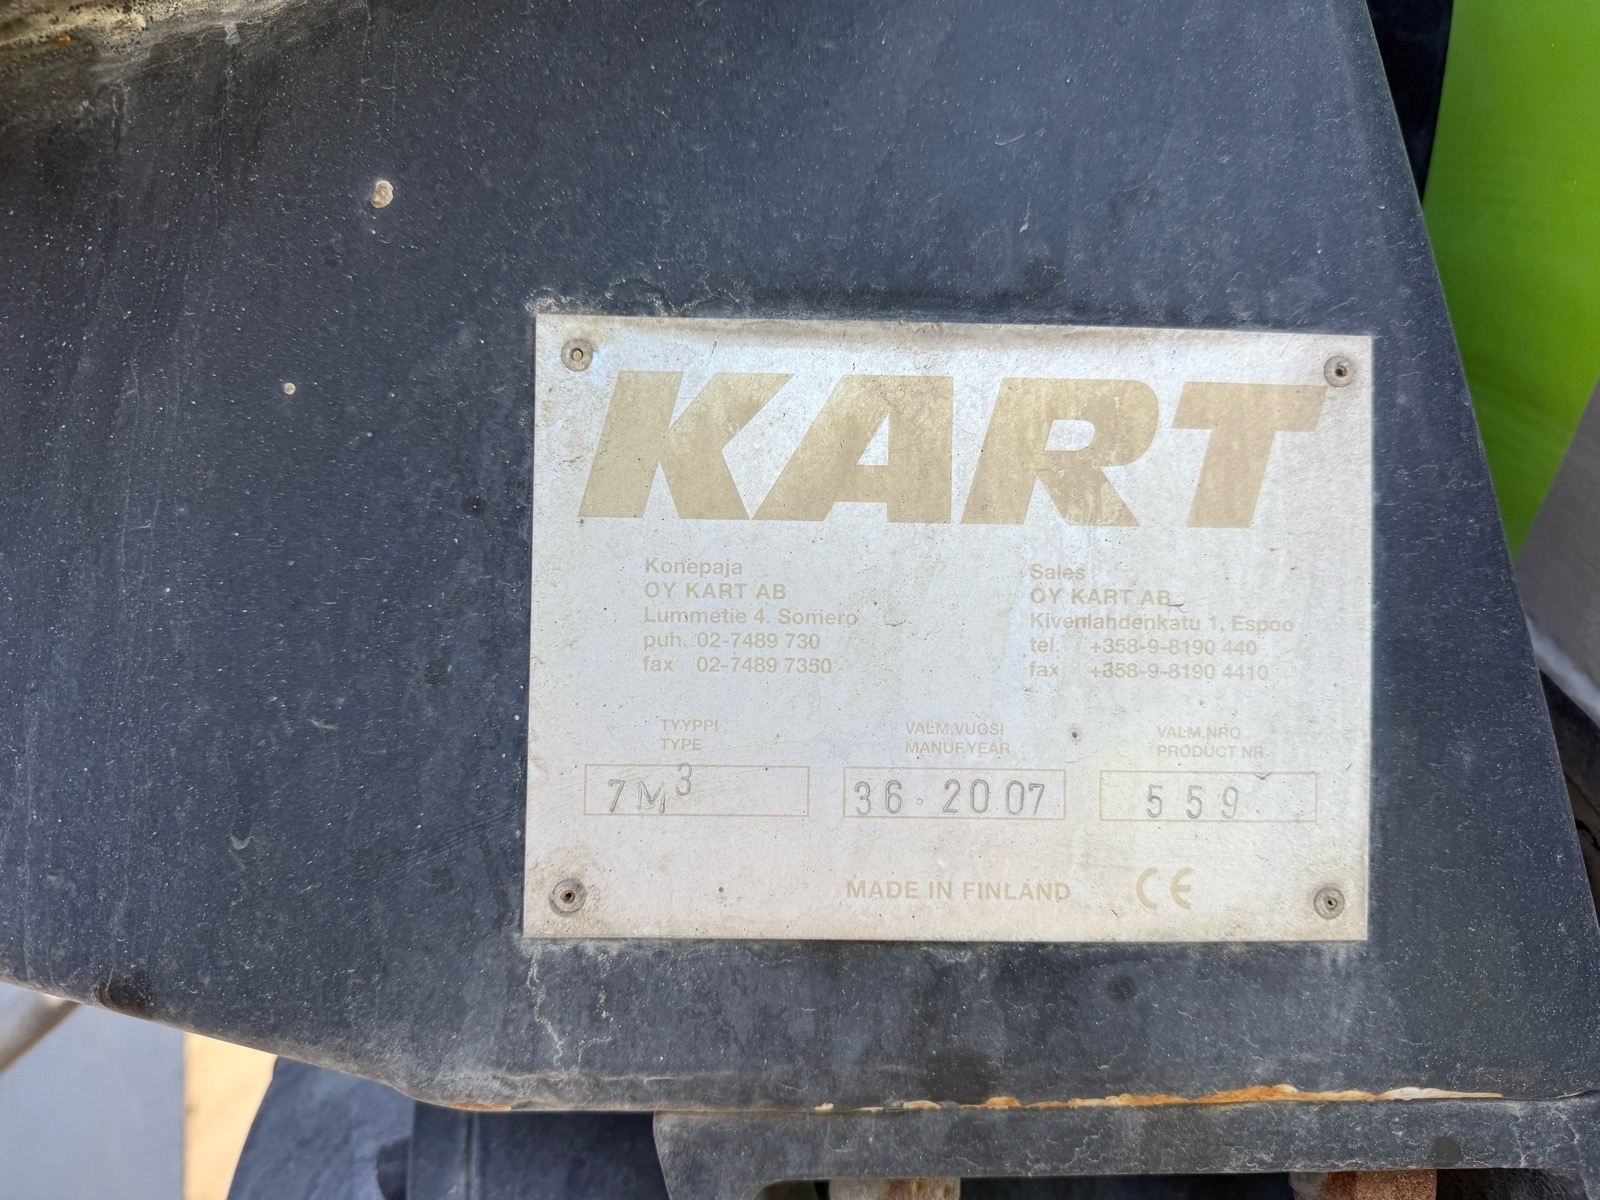 KART
Konepaja
OY KART AB
Lummetie 4. Somero
puh. 02-7489 730
fax 02-7489 7350
Sales
OY KART AB
Kivenlahdenkatu 1, Espoo
tel. +358-9-8190 440
fax +358-9-8190 4410
TYYPPI
TYPE
7M³
VALM.VUOSI
MANUF.YEAR
36.2007
VALM.NRO
PRODUCT NR
559
MADE IN FINLAND CE